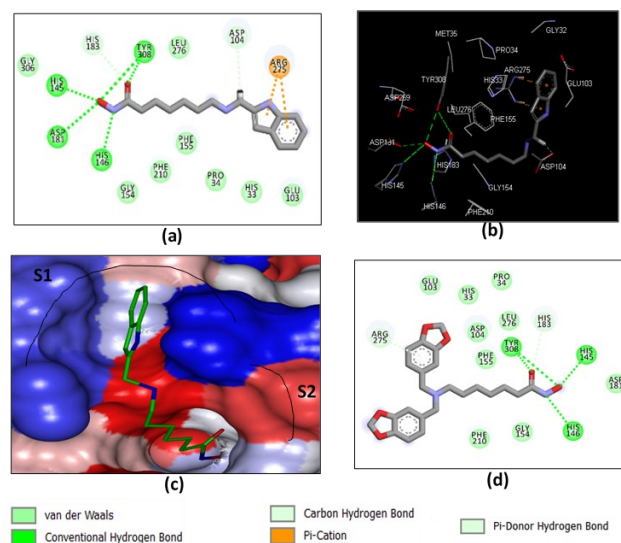 HIS
183
TYR
308
LEU
276
ASP
104
GLY
306
ARG
275
HIS
145
ASP
181
HIS
146
PHE
155
PHE
210
GLY
154
PRO
34
HIS
33
GLU
103
(a)
GLY32
MET35
PRO34
ARG275
TYR308
HIS33
GLU103
ASP269
LEU276
PHE155
HIS183
ASP104
HIS145
GLY154
HIS146
PHE210
(b)
S1
S2
(c)
GLU
103
HIS
33
PRO
34
ARG
275
ASP
104
LEU
276
HIS
183
TYR
308
PHE
155
HIS
145
ASP
181
PHE
210
GLY
154
HIS
146
(d)
van der Waals
Conventional Hydrogen Bond
Carbon Hydrogen Bond
Pi-Cation
Pi-Donor Hydrogen Bond